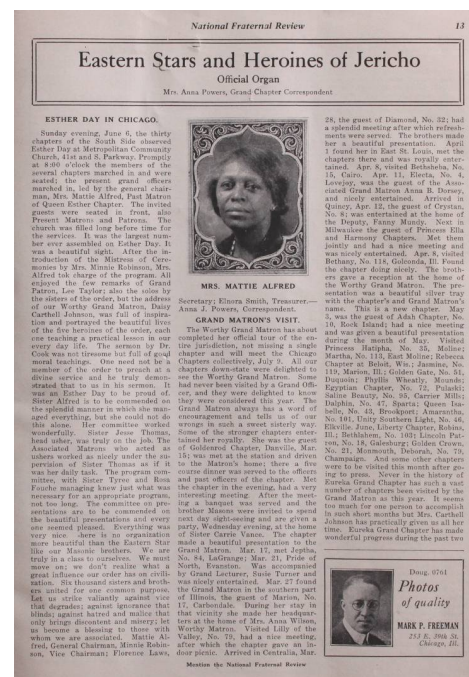 National Fraternal Review
13
Eastern Stars and Heroines of Jericho
Official Organ
Mrs. Anna Powers, Grand Chapter Correspondent
ESTHER DAY IN CHICAGO.
Sunday evening, June 6, the thirty
chapters of the South Side observed
Esther Day at Metropolitan Community
Church, 41st and S. Parkway. Promptly
at 8:00 o'clock the members of the
several chapters marched in and were
seated; the present grand officers
marched in, led by the general chair-
man, Mrs. Mattie Alfred, Past Matron
of Queen Esther Chapter. The invited
guests were seated in front, also
Present Matrons and Patrons. The
church was filled long before time for
the services. It was the largest num-
ber ever assembled on Esther Day. It
was a beautiful sight. After the in-
troduction of the Mistress of Cere-
monies by Mrs. Minnie Robinson, Mrs.
Alfred tok charge of the program. All
enjoyed the few remarks of Grand
Patron, Lee Taylor; also the solos by
the sisters of the order, but the address
of our Worthy Grand Matron, Daisy
Carthell Johnson, was full of inspira-
tion and portrayed the beautiful lives
of the five heroines of the order, each
one teaching a practical lesson in our
every day life. The sermon by Dr.
Cook was not tiresome but full of good
moral teachings. One need not be a
member of the order to preach at a
divine service and he truly demon-
strated that to us in his sermon. It
was an Esther Day to be proud of.
Sister Alfred is to be commended on
the splendid manner in which she man-
aged everything, but she could not do
this alone. Her committee worked
wonderfully. Sister Jesse Thomas,
head usher, was truly on the job. The
Associated Matrons who acted as
ushers worked as nicely under the su-
pervision of Sister Thomas as if it
was her daily task. The program com-
mittee, with Sister Tyree and Rosa
Fouche managing knew just what was
necessary for an appropriate program,
not too long. The committee on pre-
sentations are to be commended on
the beautiful presentations and every
one seemed pleased. Everything was
very nice. There is no organization
more beautiful than the Eastern Star
like our Masonic brothers. We are
truly in a class to ourselves. We must
move on; we don't realize what a
great influence our order has on civili-
zation. Six thousand sisters and broth-
ers united for one common purpose.
Let us strike valiantly against vice
that degrades; against ignorance that
blinds; against hatred and malice that
only brings discontent and misery; let
us become a blessing to those with
whom we are associated. Mattie Al-
fred, General Chairman, Minnie Robin-
son, Vice Chairman; Florence Laws,
MRS. MATTIE ALFRED
Secretary; Elnora Smith, Treasurer.—
Anna J. Powers, Correspondent.
GRAND MATRON'S VISIT.
The Worthy Grand Matron has about
completed her official tour of the en-
tire jurisdiction, not missing a single
chapter and will meet the Chicago
Chapters collectively, July 9. All our
chapters down-state were delighted to
see the Worthy Grand Matron. Some
had never been visited by a Grand Offi-
cer, and they were delighted to know
they were considered this year. The
Grand Matron always has a word of
encouragement and tells us of our
wrongs in such a sweet sisterly way.
Some of the stronger chapters enter-
tained her royally. She was the guest
of Goldenrod Chapter, Danville, Mar.
15; was met at the station and driven
to the Matron's home; there a five
course dinner was served to the officers
and past officers of the chapter. Met
the chapter in the evening, had a very
interesting meeting. After the meet-
ing a banquet was served and the
brother Masons were invited to spend
next day sight-seeing and are given a
party, Wednesday evening, at the home
of Sister Carrie Vance. The chapter
made a beautiful presentation to the
Grand Matron. Mar. 17, met Jeptha,
No. 84, LaGrange; Mar. 21, Pride of
North, Evanston. Was accompanied
by Grand Lecturer, Susie Turner and
was nicely entertained. Mar. 27 found
the Grand Matron in the southern part
of Illinois, the guest of Marion, No.
17, Carbondale. During her stay in
that vicinity she made her headquar-
ters at the home of Mrs. Anna Wilson,
Worthy Matron. Visited Lilly of the
Valley, No. 79, had a nice meeting,
after which the chapter gave an in-
door picnic. Arrived in Centralia, Mar.
28, the guest of Diamond, No. 32; had
a splendid meeting after which refresh-
ments were served. The brothers made
her a beautiful presentation. April
1 found her in East St. Louis, met the
chapters there and was royally enter-
tained. Apr. 8, visited Bethsheba, No.
15, Cairo. Apr. 11, Electa, No. 4,
Lovejoy, was the guest of the Asso-
ciated Grand Matron Anna B. Dorsey,
and nicely entertained. Arrived in
Quincy, Apr. 12, the guest of Crystan,
No. 8; was entertained at the home of
the Deputy, Fanny Mundy. Next in
Milwaukee the guest of Princess Ella
and Harmony Chapters. Met them
jointly and had a nice meeting and
was nicely entertained. Apr. 8, visited
Bethany, No. 118, Golconda, Ill. Found
the chapter doing nicely. The broth-
ers gave a reception at the home of
the Worthy Grand Matron. The pre-
sentation was a beautiful silver tray
with the chapter's and Grand Matron's
name. This is a new chapter. May
5, was the guest of Adah Chapter, No.
10, Rock Island; had a nice meeting
and was given a beautiful presentation
during the month of May. Visited
Princess Hatipha, No. 35, Moline;
Martha, No. 113, East Moline; Rebecca
Chapter at Beloit, Wis.; Jasmine, No.
119, Marion, Ill.; Golden Gate, No. 51,
Duquoin; Phyllis Wheatly, Mounds;
Egyptian Chapter, No. 72, Pulaski;
Saline Beauty, No. 98, Carrier Mills;
Dalphin, No. 47, Sparta; Queen Isa-
belle, No. 43, Brookport; Amarantha,
No. 101, Unity Southern Light, No. 46,
Elkville, June, Liberty Chapter, Robins,
Ill.; Bethlehem, No. 103; Lincoln Pat-
ron, No. 18, Galesburg; Golden Crown,
No. 21, Monmouth, Deborah, No. 79,
Champaign. And some other chapters
were to be visited this month after go-
ing to press. Never in the history of
Eureka Grand Chapter has such a vast
number of chapters been visited by the
Grand Matron as this year. It seems
too much for one person to accomplish
in such short months but Mrs. Carthell
Johnson has practically given us all her
time. Eureka Grand Chapter has made
wonderful progress during the past two
Doug. 0761
Photos
of quality
MARK P. FREEMAN
253 E. 39th St.
Chicago, Ill.
Mention the National Fraternal Review